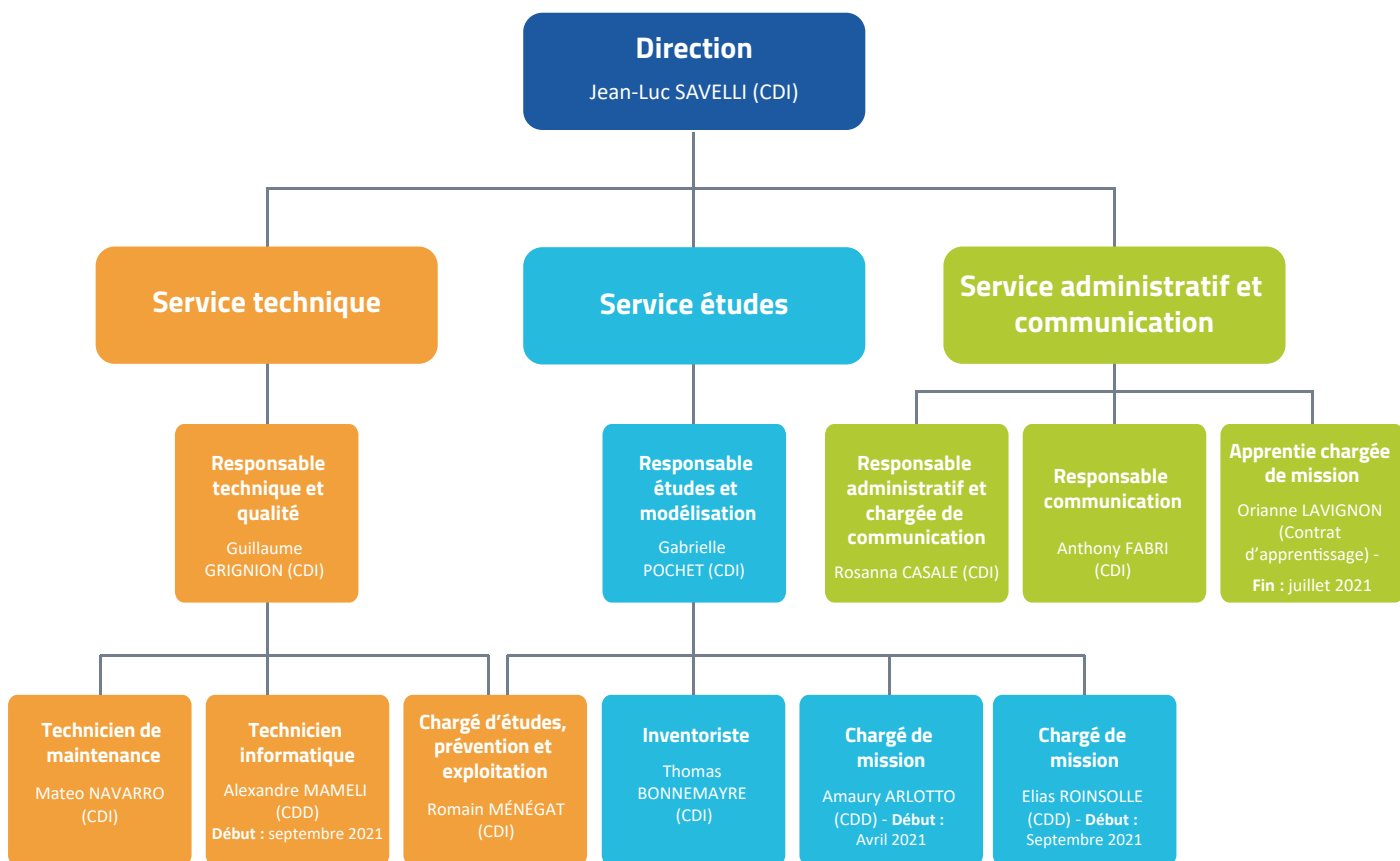 Direction
Jean-Luc SAVELLI (CDI)
Service technique
Service études
Service administratif et
communication
Responsable
technique et
qualité
Guillaume
GRIGNION (CDI)
Responsable
études et
modélisation
Gabrielle
POCHET (CDI)
Responsable
administratif et
chargée de
communication
Rosanna CASALE (CDI)
Responsable
communication
Anthony FABRI
(CDI)
Apprentie chargée
de mission
Orianne LAVIGNON
(Contrat
d’apprentissage) -
Fin : juillet 2021
Technicien de
maintenance
Mateo NAVARRO
(CDI)
Technicien
informatique
Alexandre MAMELI
(CDD)
Début : septembre 2021
Chargé d’études,
prévention et
exploitation
Romain MÉNÉGAT
(CDI)
Inventoriste
Thomas
BONNEMAYRE
(CDI)
Chargé de
mission
Amaury ARLOTTO
(CDD) - Début :
Avril 2021
Chargé de
mission
Elias ROINSOLLE
(CDD) - Début :
Septembre 2021